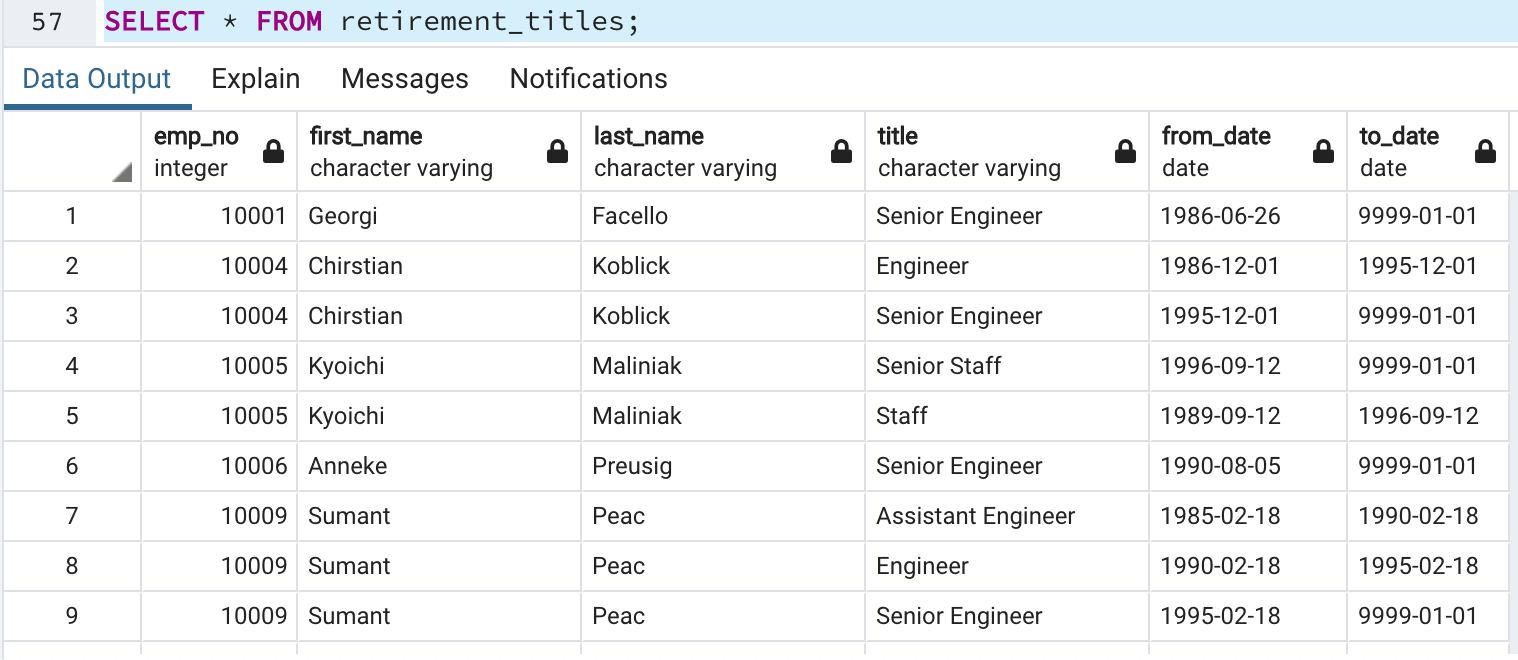 57 SELECT * FROM retirement_titles;
Data Output Explain Messages Notifications
emp_no first_name last_name title from_date to_date
integer character varying character varying character varying date date
1 10001 Georgi Facello Senior Engineer 1986-06-26 9999-01-01
2 10004 Chirstian Koblick Engineer 1986-12-01 1995-12-01
3 10004 Chirstian Koblick Senior Engineer 1995-12-01 9999-01-01
4 10005 Kyoichi Maliniak Senior Staff 1996-09-12 9999-01-01
5 10005 Kyoichi Maliniak Staff 1989-09-12 1996-09-12
6 10006 Anneke Preusig Senior Engineer 1990-08-05 9999-01-01
7 10009 Sumant Peac Assistant Engineer 1985-02-18 1990-02-18
8 10009 Sumant Peac Engineer 1990-02-18 1995-02-18
9 10009 Sumant Peac Senior Engineer 1995-02-18 9999-01-01